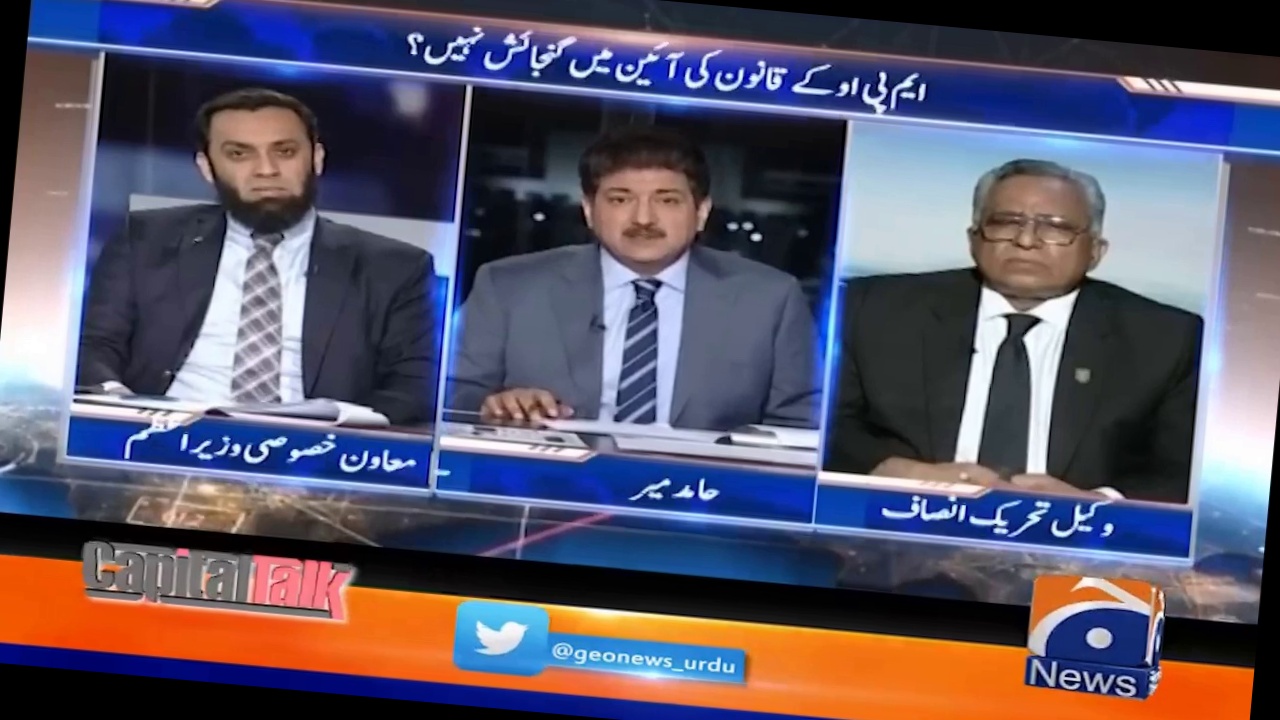 ایم پی او کے قانون کی آئین میں گنجائش نہیں؟
معاون خصوصی وزیراعظم
حامد میر
وکیل تحریک انصاف
Capital Talk
@geonews_urdu
Geo
News